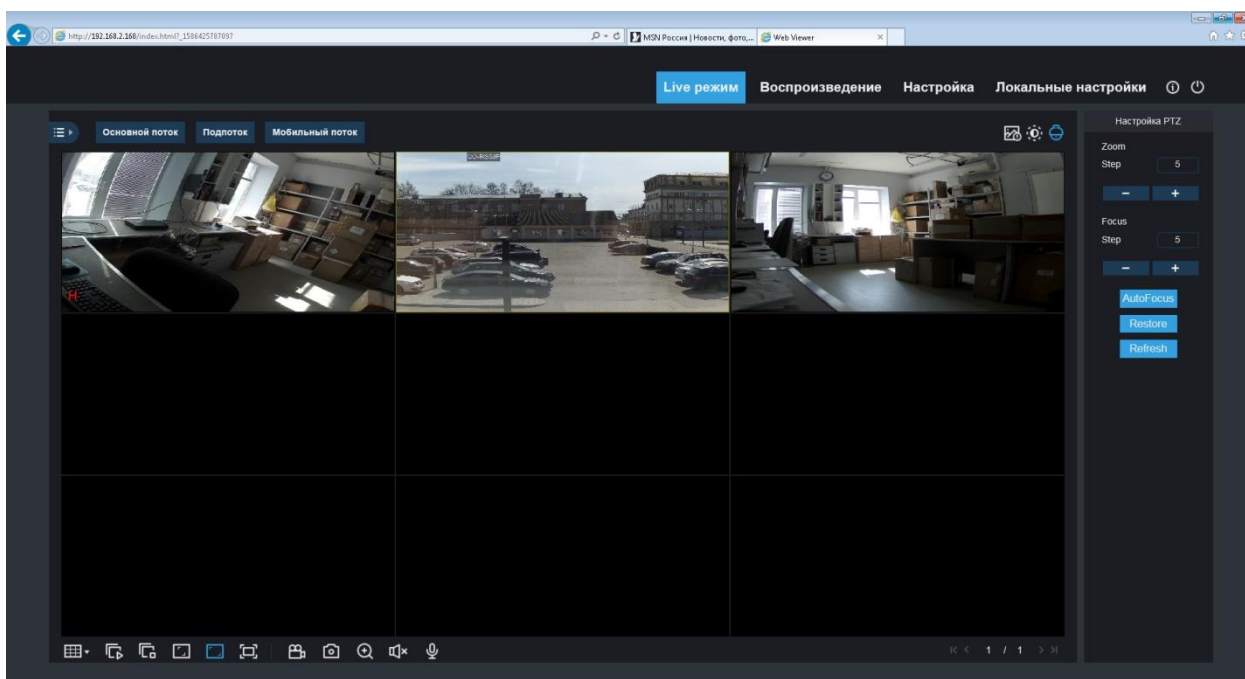 http://192.168.2.160/index.html?_1586425787097
MSN Россия | Новости, фото,...
Web Viewer
Live режим
Воспроизведение
Настройка
Локальные настройки
Основной поток
Подпоток
Мобильный поток
Настройка PTZ
Zoom
Step 5
− +
Focus
Step 5
− +
AutoFocus
Restore
Refresh
H
1 / 1